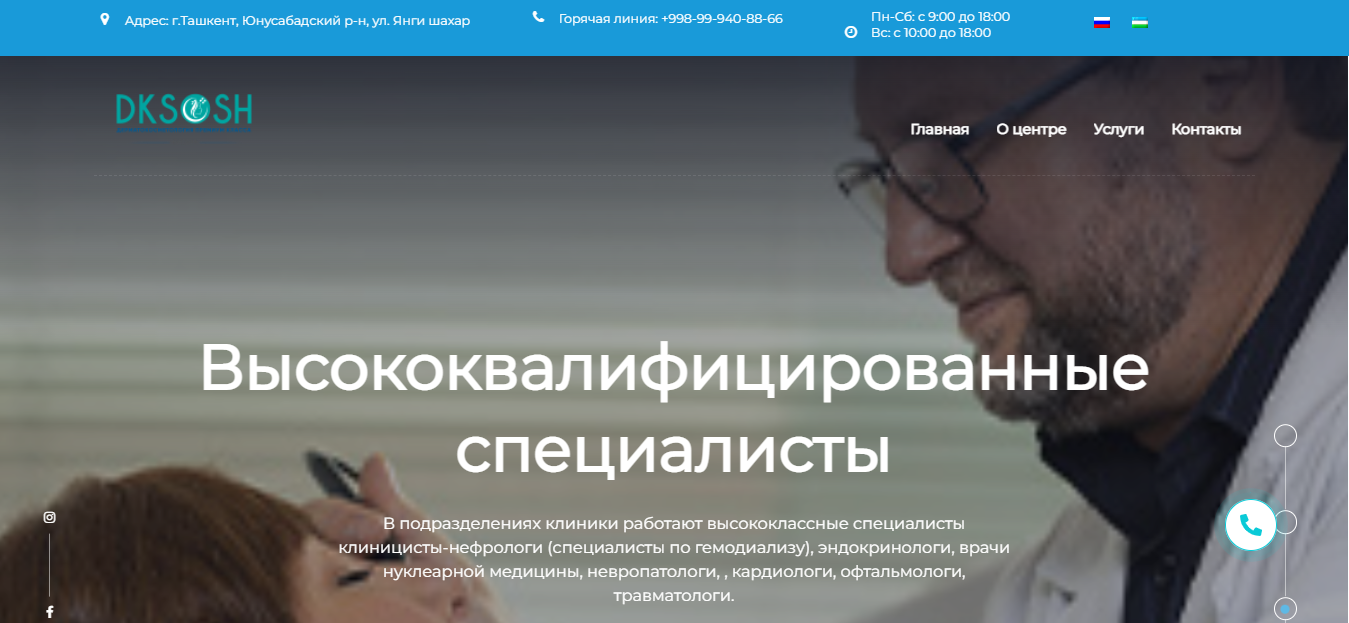 Адрес: г.Ташкент, Юнусабадский р-н, ул. Янги шахар
Горячая линия: +998-99-940-88-66
Пн-Сб: с 9:00 до 18:00
Вс: с 10:00 до 18:00
DKSOSH
Главная О центре Услуги Контакты
Высококвалифицированные
специалисты
В подразделениях клиники работают высококлассные специалисты
клиницисты-нефрологи (специалисты по гемодиализу), эндокринологи, врачи
нуклеарной медицины, невропатологи, , кардиологи, офтальмологи,
травматологи.